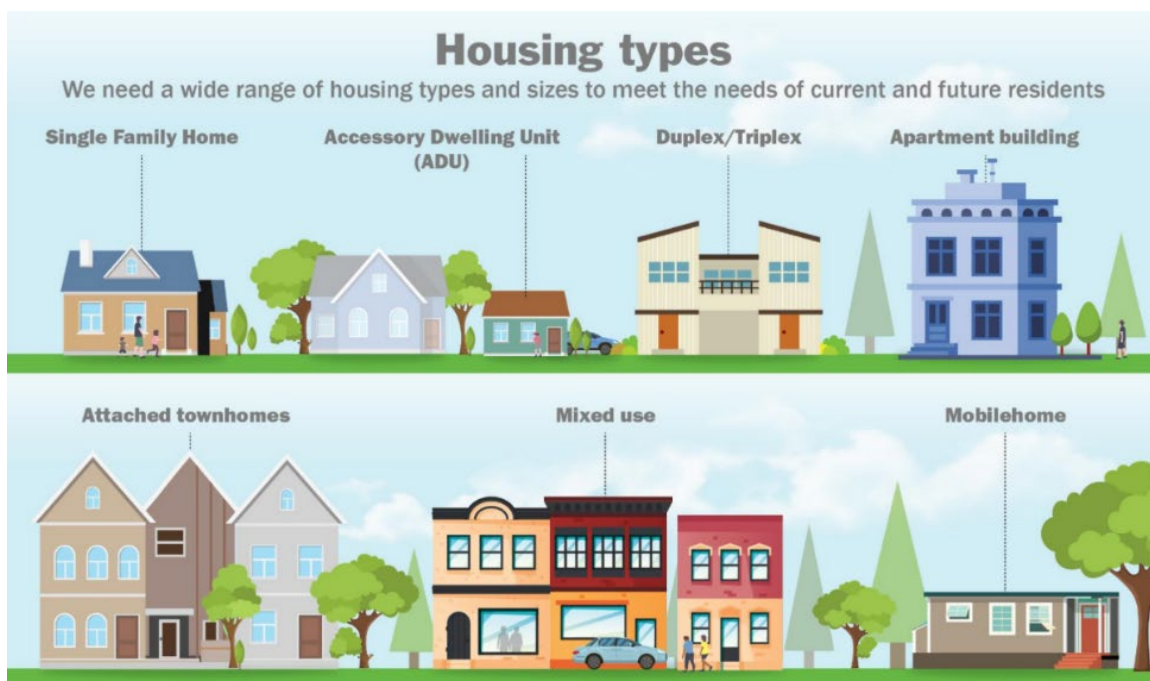 Housing types
We need a wide range of housing types and sizes to meet the needs of current and future residents
Single Family Home
Accessory Dwelling Unit
(ADU)
Duplex/Triplex
Apartment building
Attached townhomes
Mixed use
Mobilehome